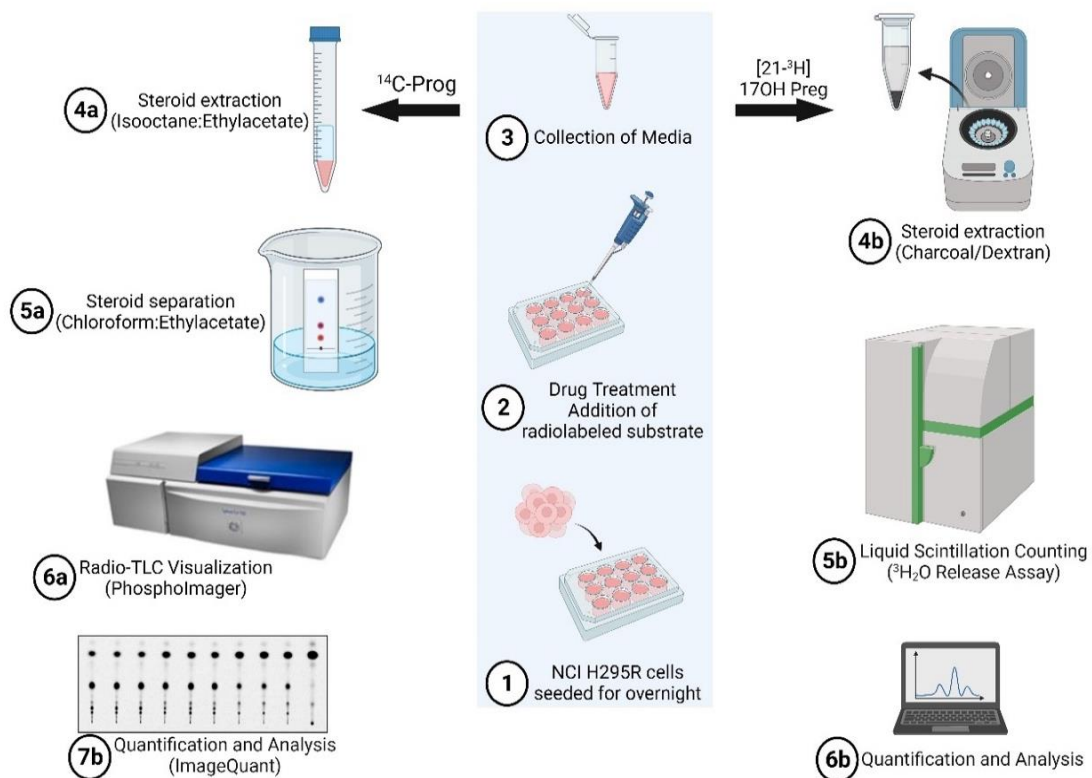 4a
Steroid extraction
(Isooctane:Ethylacetate)
5a
Steroid separation
(Chloroform:Ethylacetate)
6a
Radio-TLC Visualization
(PhosphoImager)
7b
Quantification and Analysis
(ImageQuant)
¹⁴C-Prog
3
Collection of Media
2
Drug Treatment
Addition of
radiolabeled substrate
1
NCI H295R cells
seeded for overnight
[21-³H]
17OH Preg
4b
Steroid extraction
(Charcoal/Dextran)
5b
Liquid Scintillation Counting
(³H₂O Release Assay)
6b
Quantification and Analysis